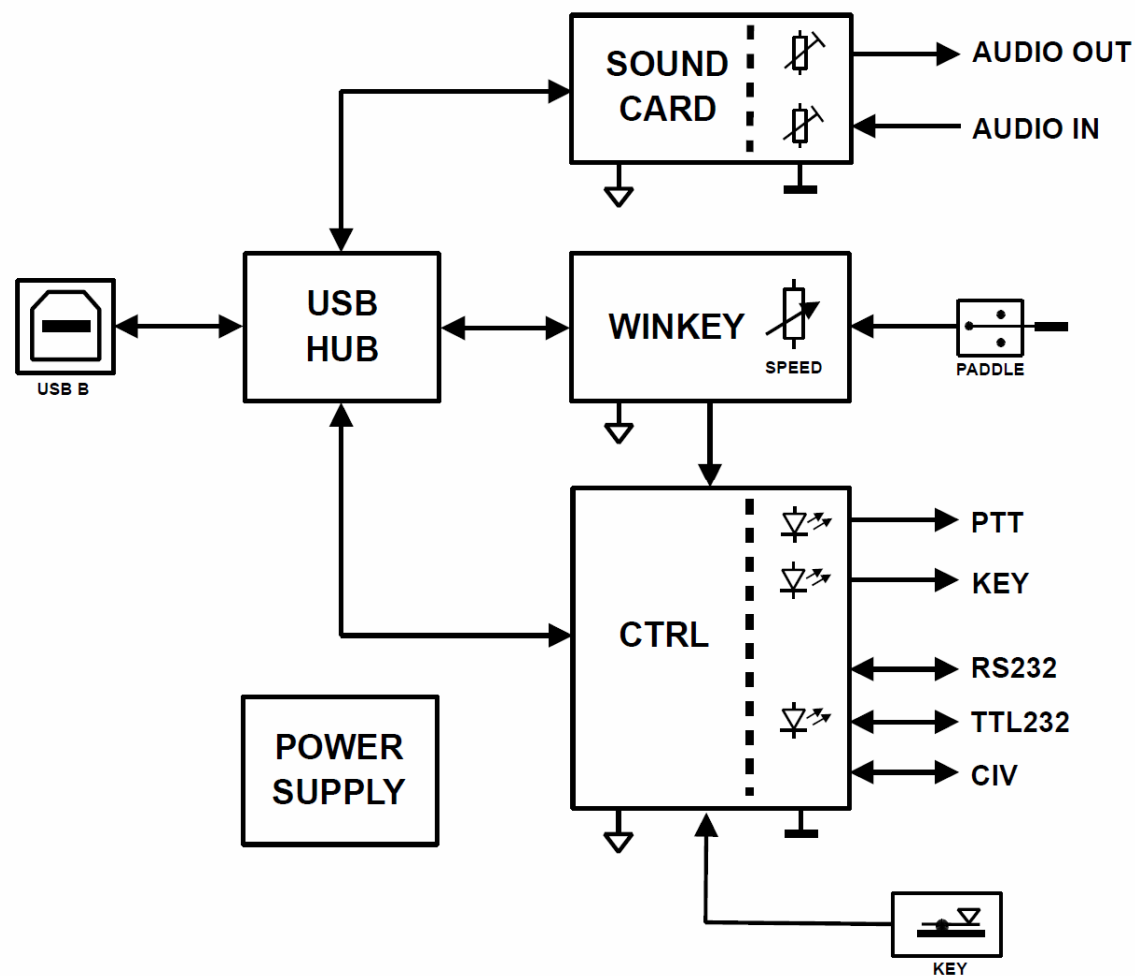 SOUND
CARD
AUDIO OUT
AUDIO IN
USB
HUB
USB B
WINKEY
SPEED
PADDLE
CTRL
PTT
KEY
RS232
TTL232
CIV
POWER
SUPPLY
KEY